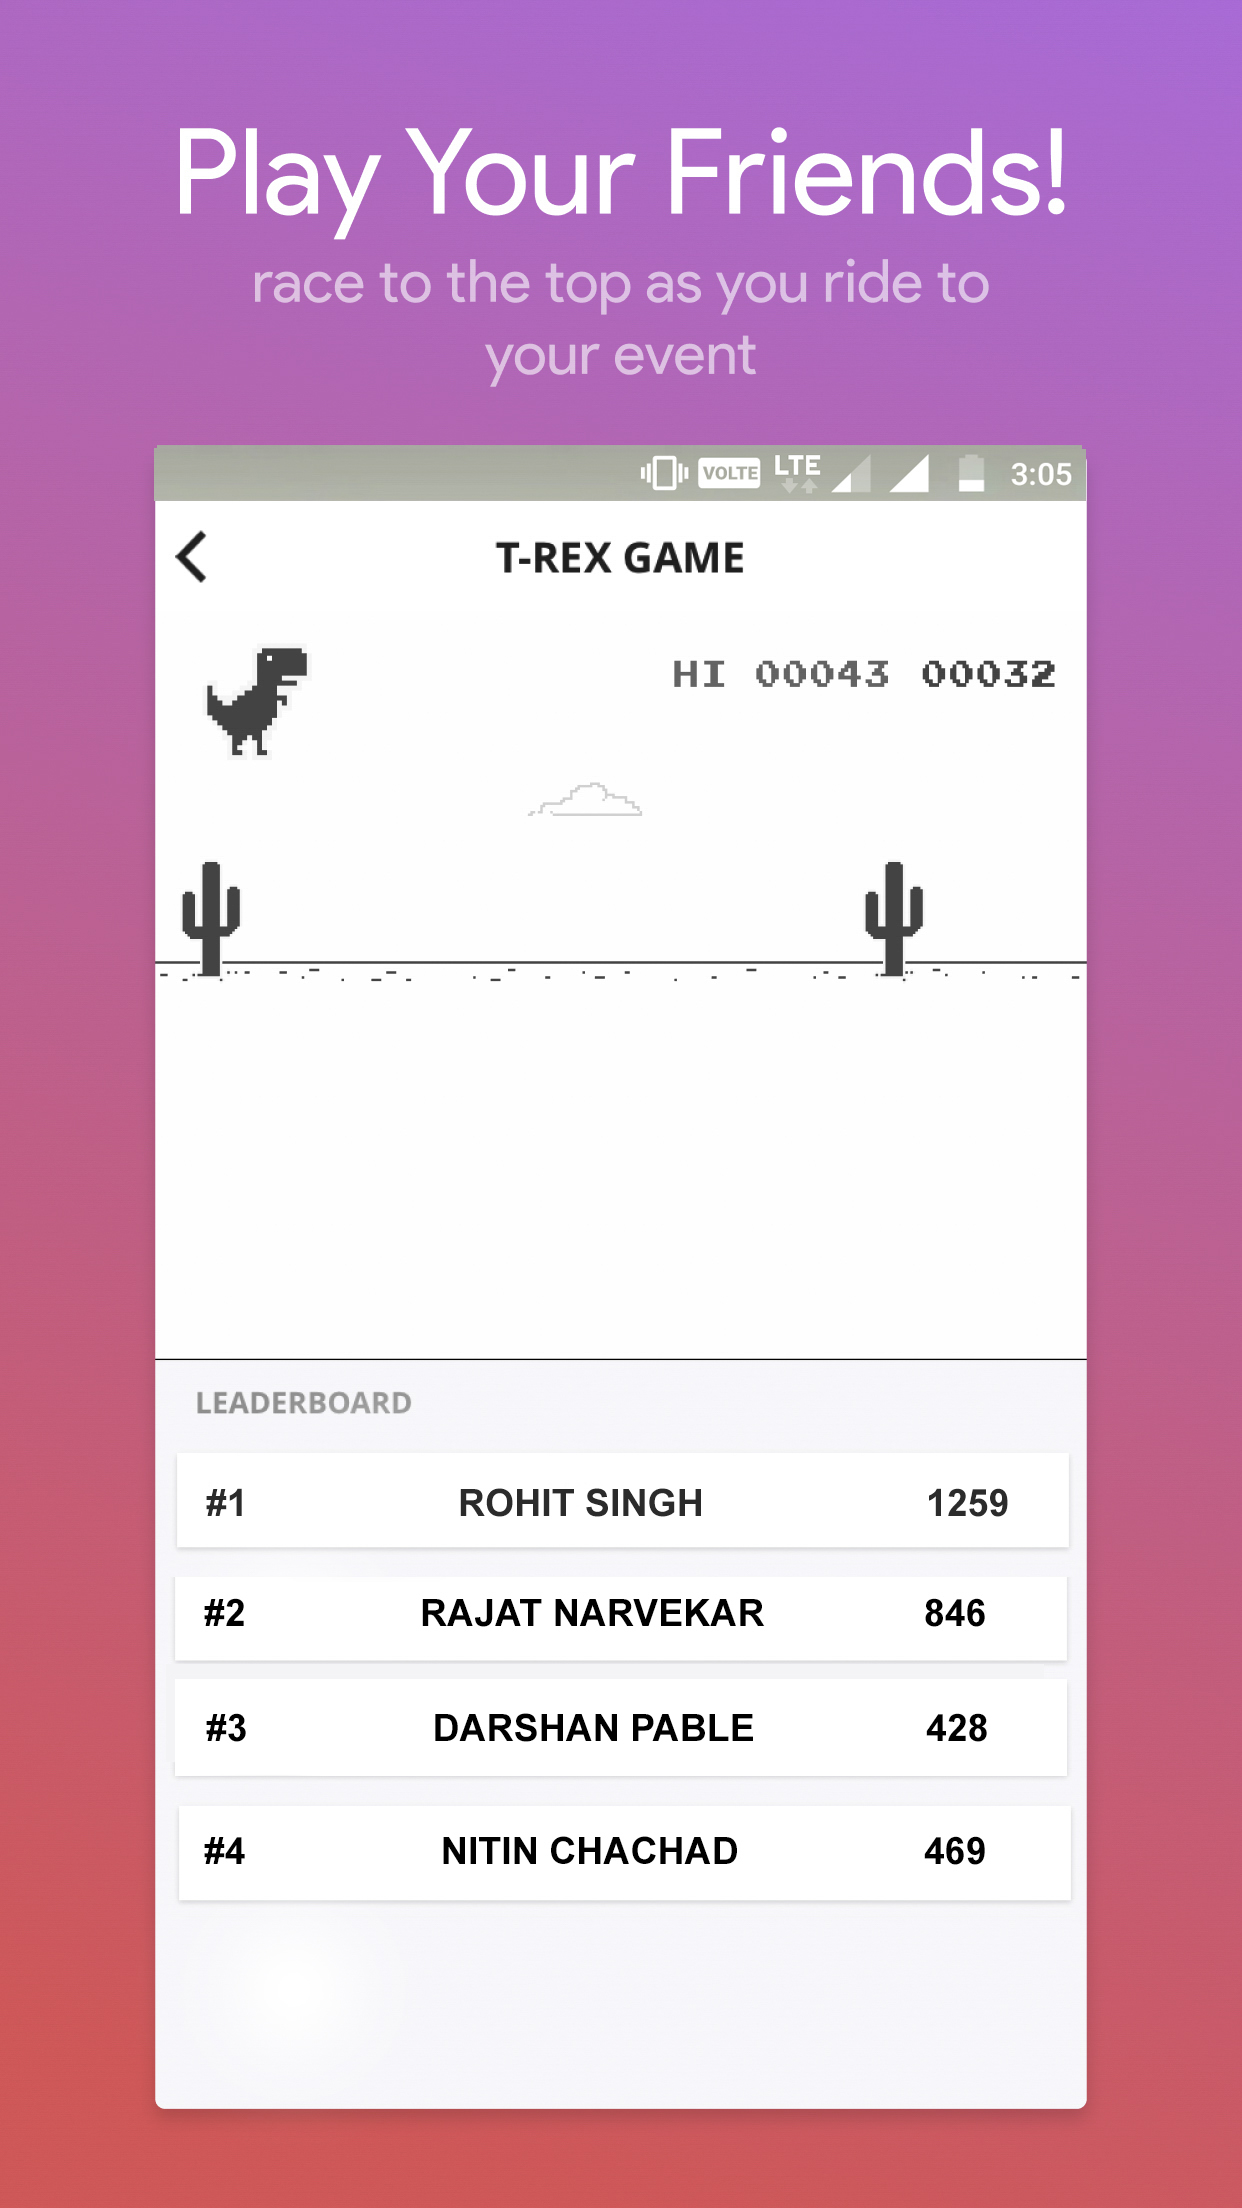 Play Your Friends!
race to the top as you ride to
your event
VOLTE LTE 3:05
T-REX GAME
HI 00043 00032
LEADERBOARD
#1 ROHIT SINGH 1259
#2 RAJAT NARVEKAR 846
#3 DARSHAN PABLE 428
#4 NITIN CHACHAD 469